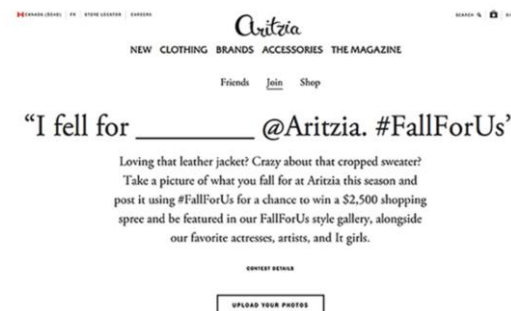 CANADA (CAD$) | FR | STORE LOCATOR | CAREERS
SEARCH
Aritzia
NEW CLOTHING BRANDS ACCESSORIES THE MAGAZINE
Friends Join Shop
“I fell for _________ @Aritzia. #FallForUs”
Loving that leather jacket? Crazy about that cropped sweater?
Take a picture of what you fall for at Aritzia this season and
post it using #FallForUs for a chance to win a $2,500 shopping
spree and be featured in our FallForUs style gallery, alongside
our favorite actresses, artists, and It girls.
CONTEST DETAILS
UPLOAD YOUR PHOTOS